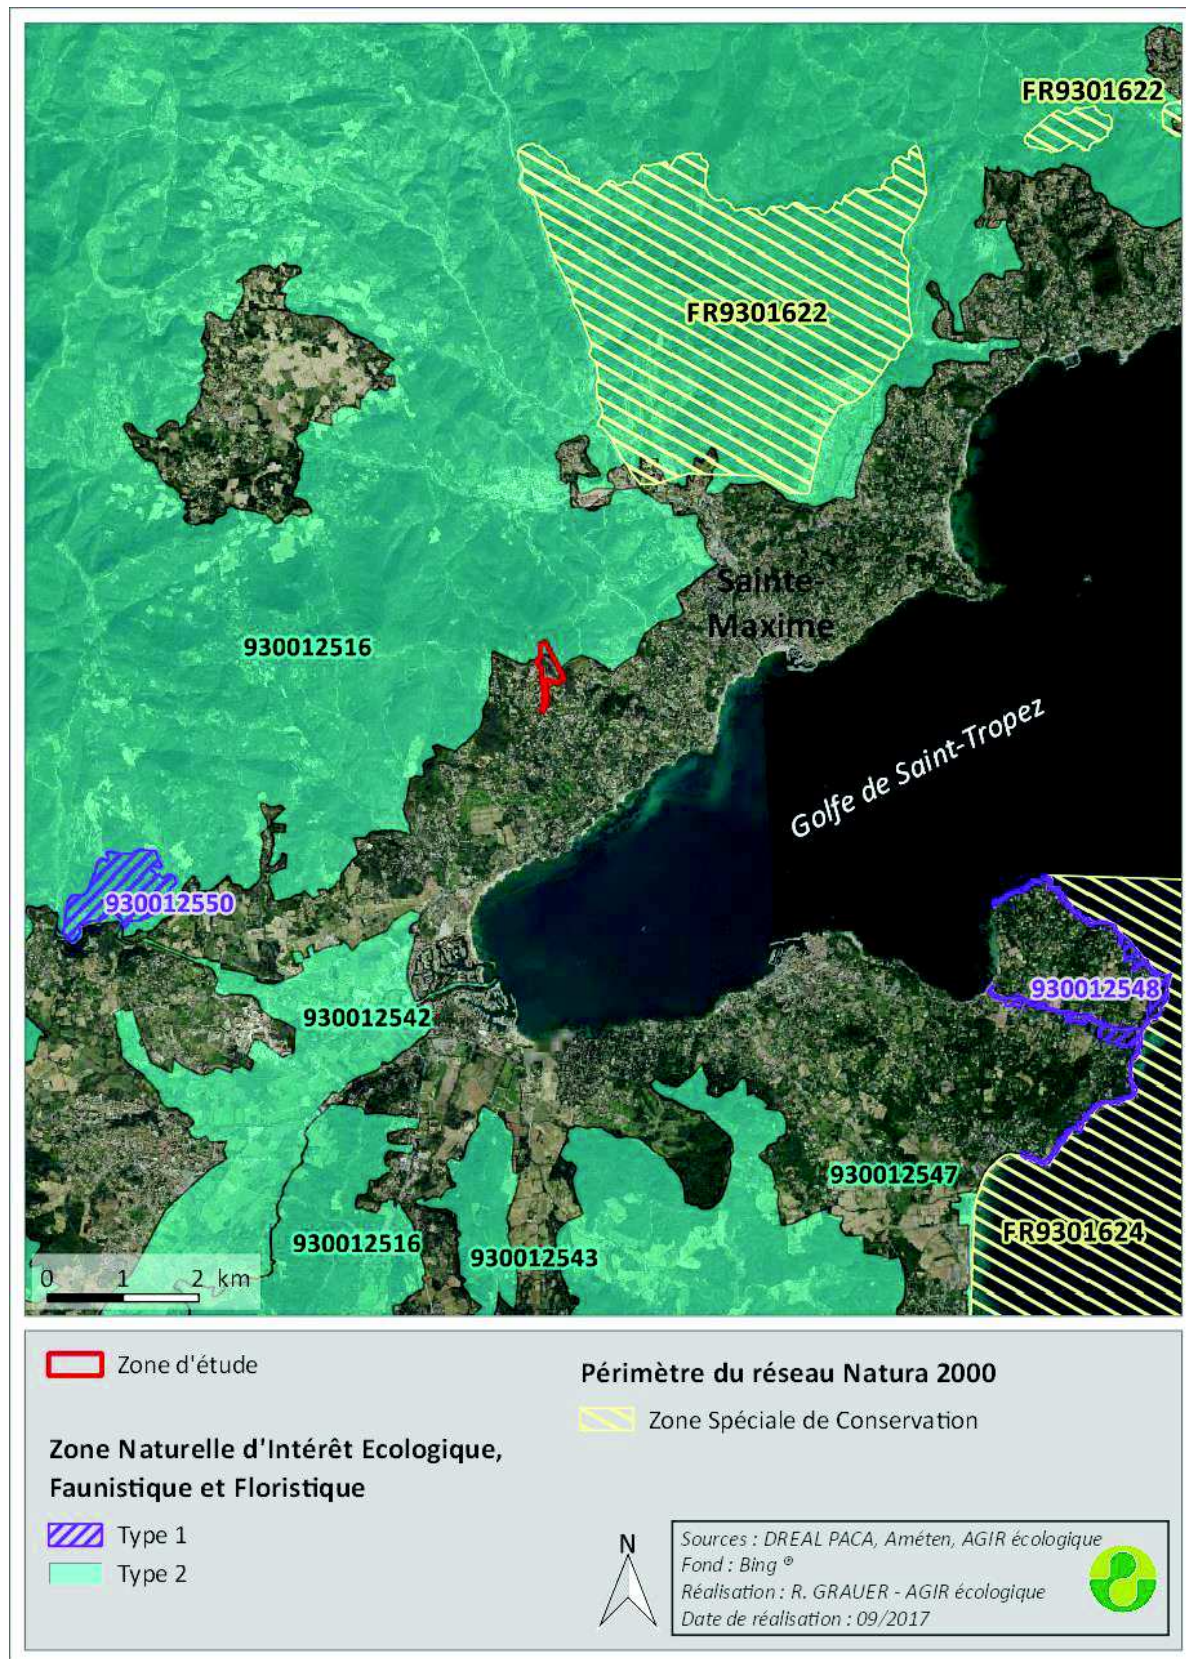 FR9301622
FR9301622
Sainte-
Maxime
930012516
Golfe de Saint-Tropez
930012550
930012548
930012542
930012547
FR9301624
930012516
930012543
0 1 2 km
Zone d'étude
Zone Naturelle d'Intérêt Ecologique,
Faunistique et Floristique
Type 1
Type 2
Périmètre du réseau Natura 2000
Zone Spéciale de Conservation
N
Sources : DREAL PACA, Améten, AGIR écologique
Fond : Bing ®
Réalisation : R. GRAUER - AGIR écologique
Date de réalisation : 09/2017